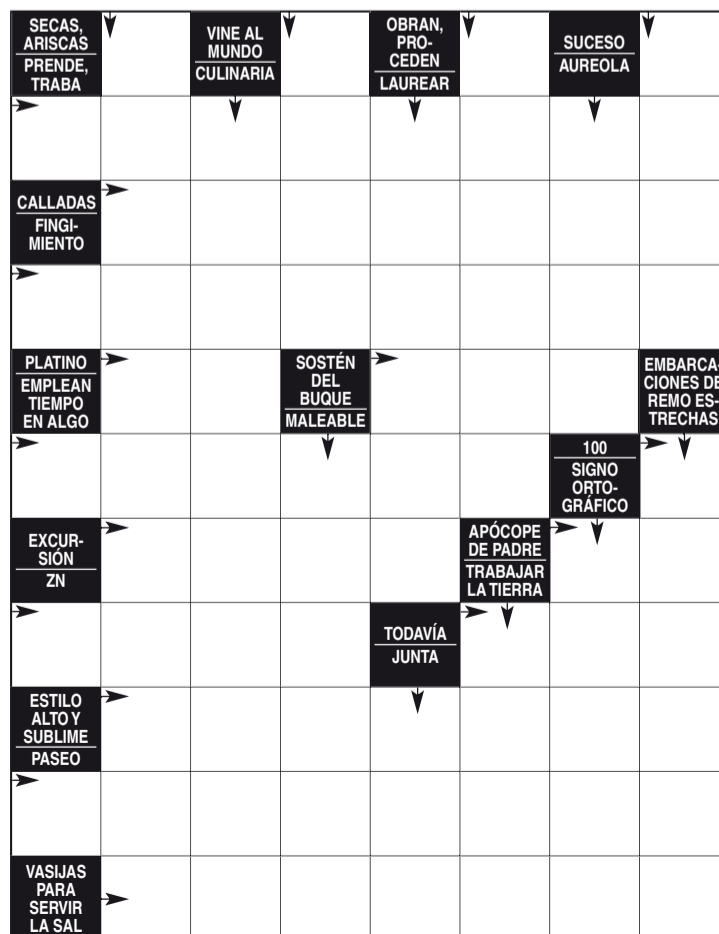 SECAS,
ARISCAS
PRENDE,
TRABA
VINE AL
MUNDO
CULINARIA
OBRAN,
PRO-
CEDEN
LAUREAR
SUCESO
AUREOLA
CALLADAS
FINGI-
MIENTO
PLATINO
EMPLEAN
TIEMPO
EN ALGO
SOSTÉN
DEL
BUQUE
MALEABLE
EMBARCA-
CIONES DE
REMO ES-
TRECHAS
100
SIGNO
ORTO-
GRÁFICO
EXCUR-
SIÓN
ZN
APÓCOPE
DE PADRE
TRABAJAR
LA TIERRA
TODAVÍA
JUNTA
ESTILO
ALTO Y
SUBLIME
PASEO
VASIJAS
PARA
SERVIR
LA SAL